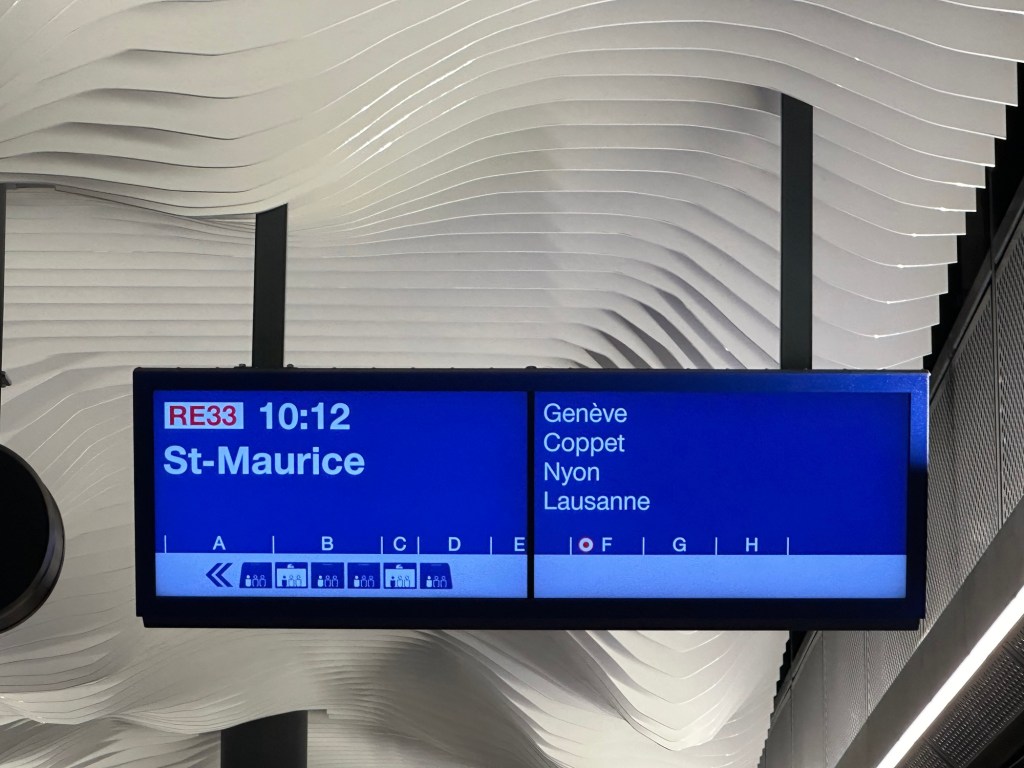 RE33 10:12
St-Maurice
Genève
Coppet
Nyon
Lausanne
A B C D E F G H